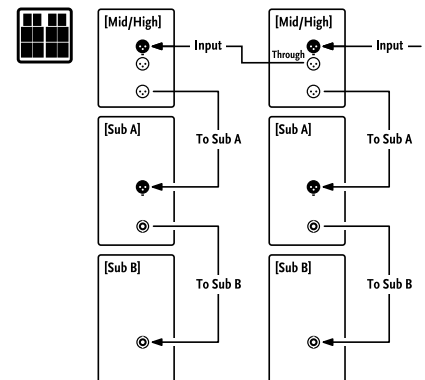 [Mid/High]
[Mid/High]
Input
Through
Input
[Sub A]
To Sub A
[Sub A]
To Sub A
[Sub B]
To Sub B
[Sub B]
To Sub B